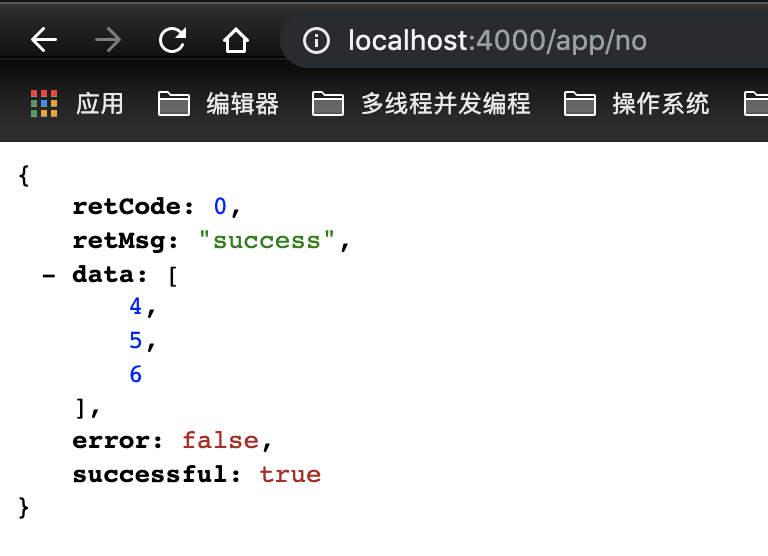 localhost:4000/app/no
应用 编辑器 多线程并发编程 操作系统
{
retCode: 0,
retMsg: "success",
- data: [
4,
5,
6
],
error: false,
successful: true
}